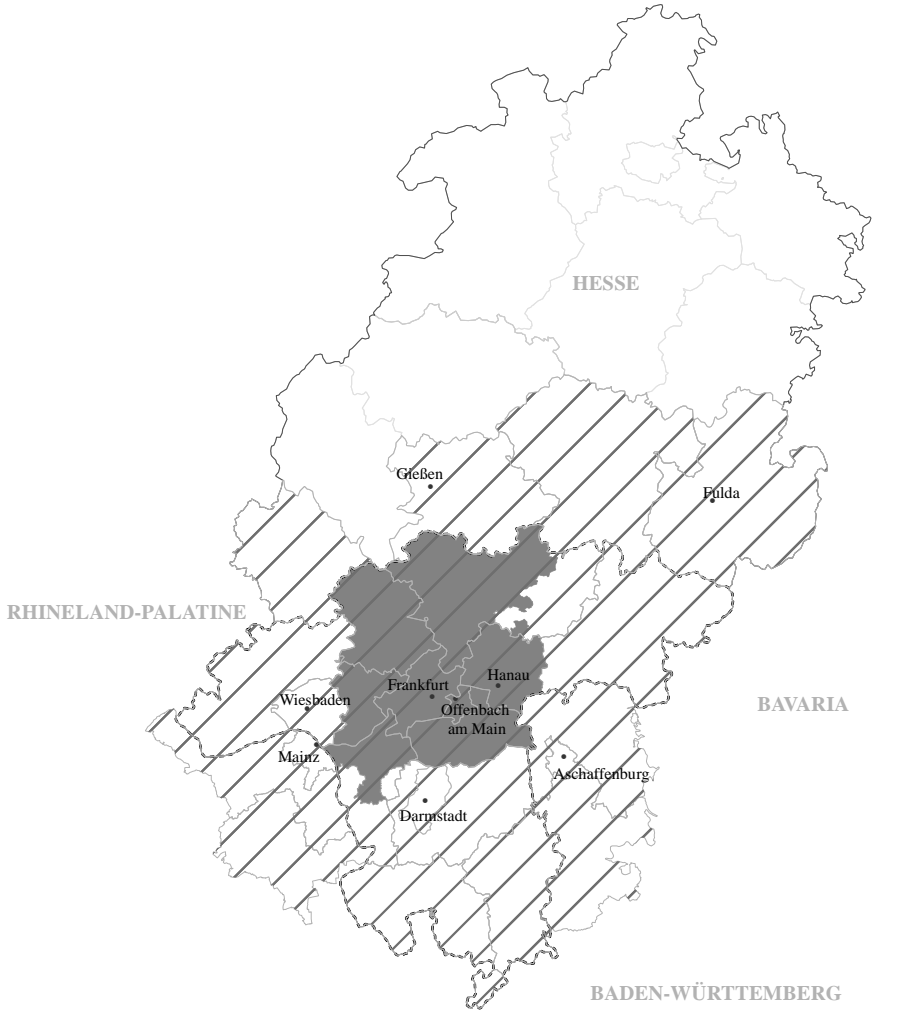 HESSE
Gießen
Fulda
RHINELAND-PALATINE
Hanau
Frankfurt
Wiesbaden
Offenbach
am Main
BAVARIA
Mainz
Aschaffenburg
Darmstadt
BADEN-WÜRTTEMBERG